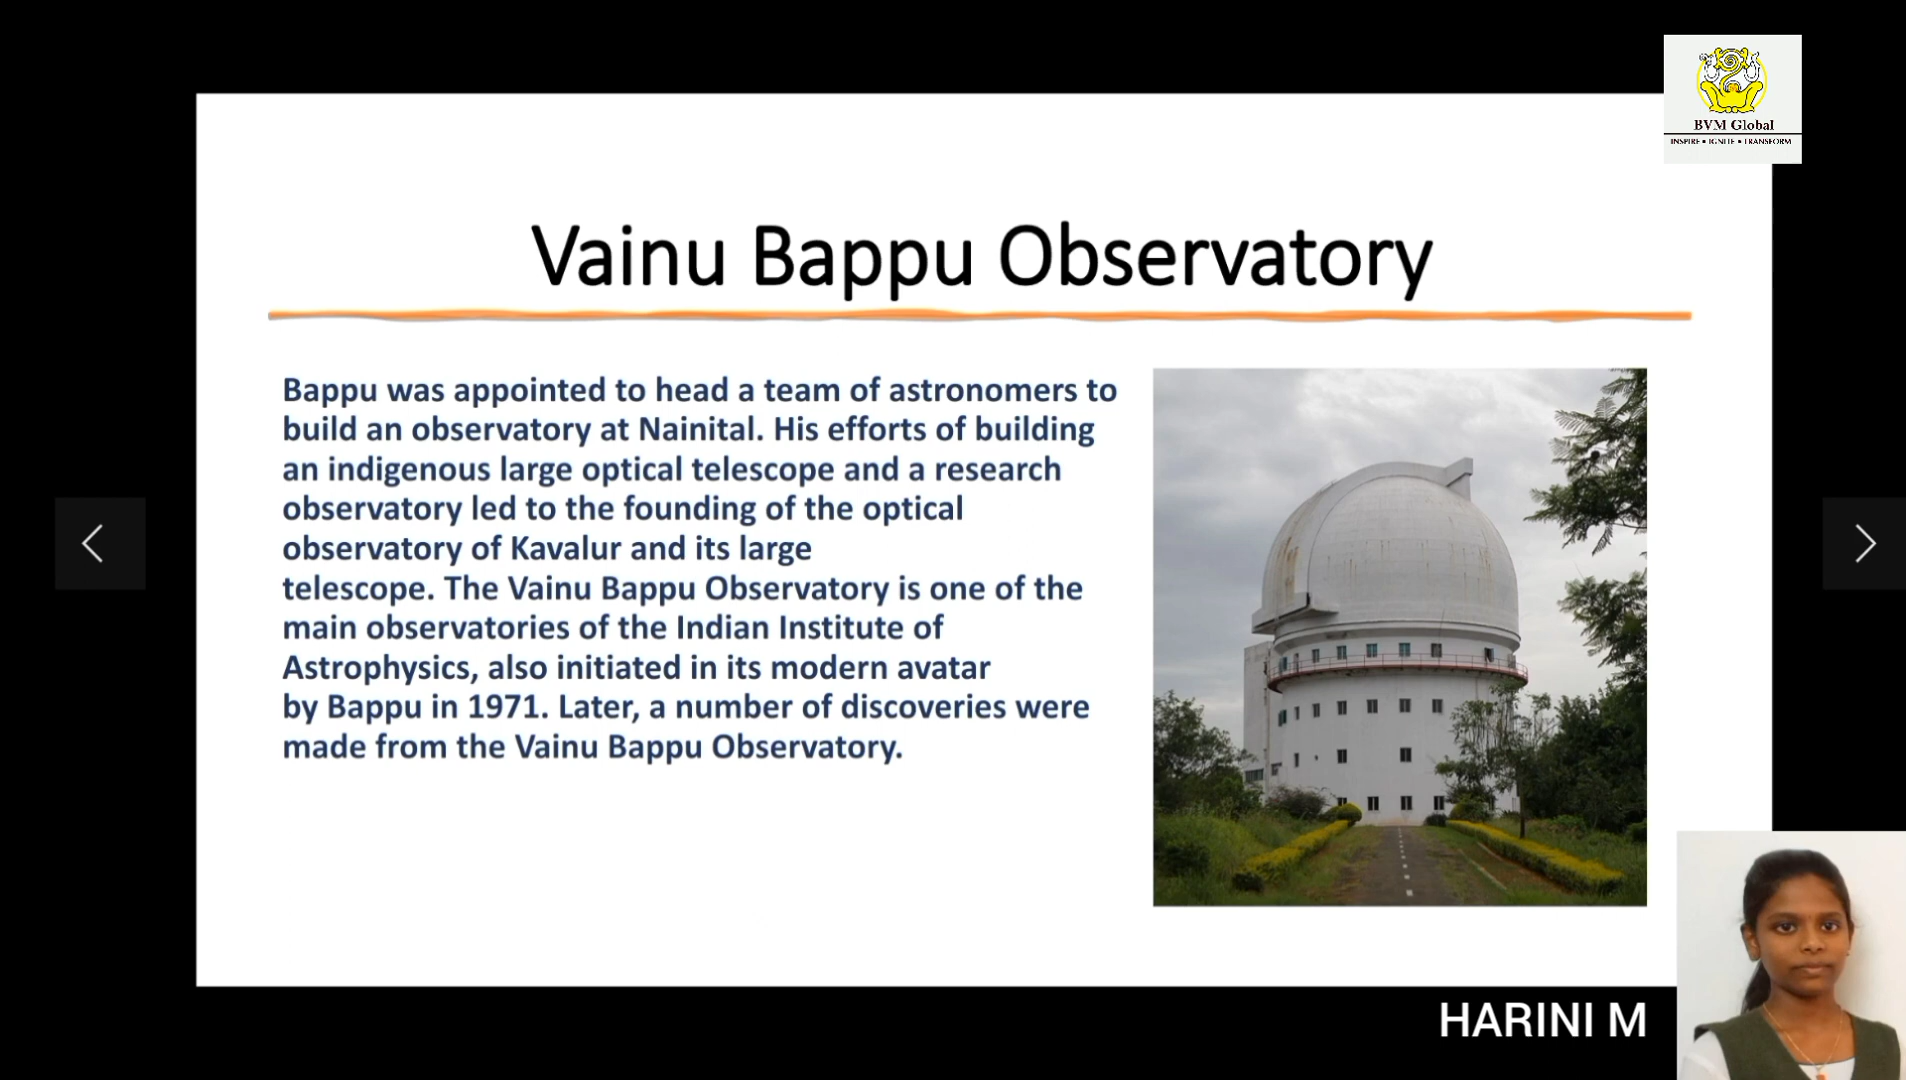 BVM Global
INSPIRE • IGNITE • TRANSFORM
Vainu Bappu Observatory
Bappu was appointed to head a team of astronomers to
build an observatory at Nainital. His efforts of building
an indigenous large optical telescope and a research
observatory led to the founding of the optical
observatory of Kavalur and its large
telescope. The Vainu Bappu Observatory is one of the
main observatories of the Indian Institute of
Astrophysics, also initiated in its modern avatar
by Bappu in 1971. Later, a number of discoveries were
made from the Vainu Bappu Observatory.
HARINI M